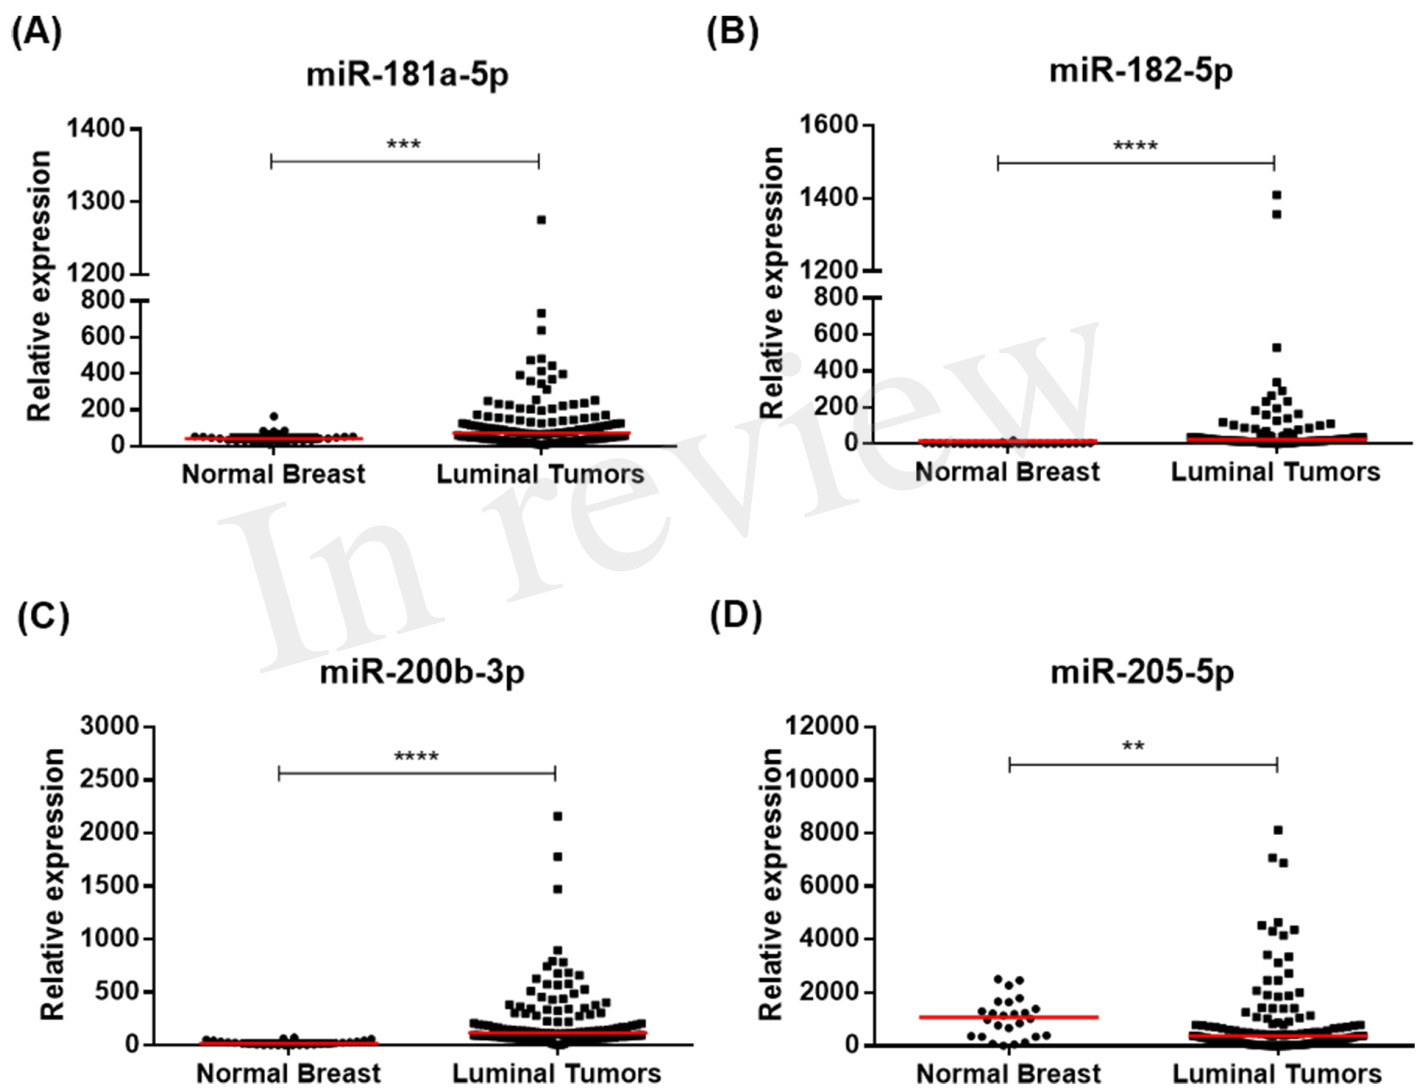 (A)
miR-181a-5p
Relative expression
1400
1300
1200
800
600
400
200
0
***
Normal Breast
Luminal Tumors
(B)
miR-182-5p
Relative expression
1600
1400
1200
800
600
400
200
0
****
Normal Breast
Luminal Tumors
In review
(C)
miR-200b-3p
Relative expression
3000
2500
2000
1500
1000
500
0
****
Normal Breast
Luminal Tumors
(D)
miR-205-5p
Relative expression
12000
10000
8000
6000
4000
2000
0
**
Normal Breast
Luminal Tumors